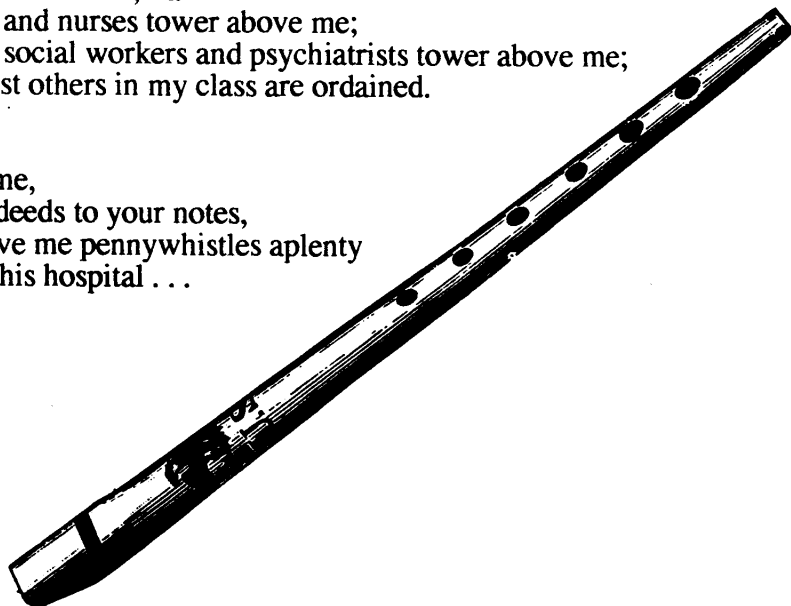 and nurses tower above me;
social workers and psychiatrists tower above me;
st others in my class are ordained.
ne,
deeds to your notes,
ve me pennywhistles aplenty
his hospital . . .